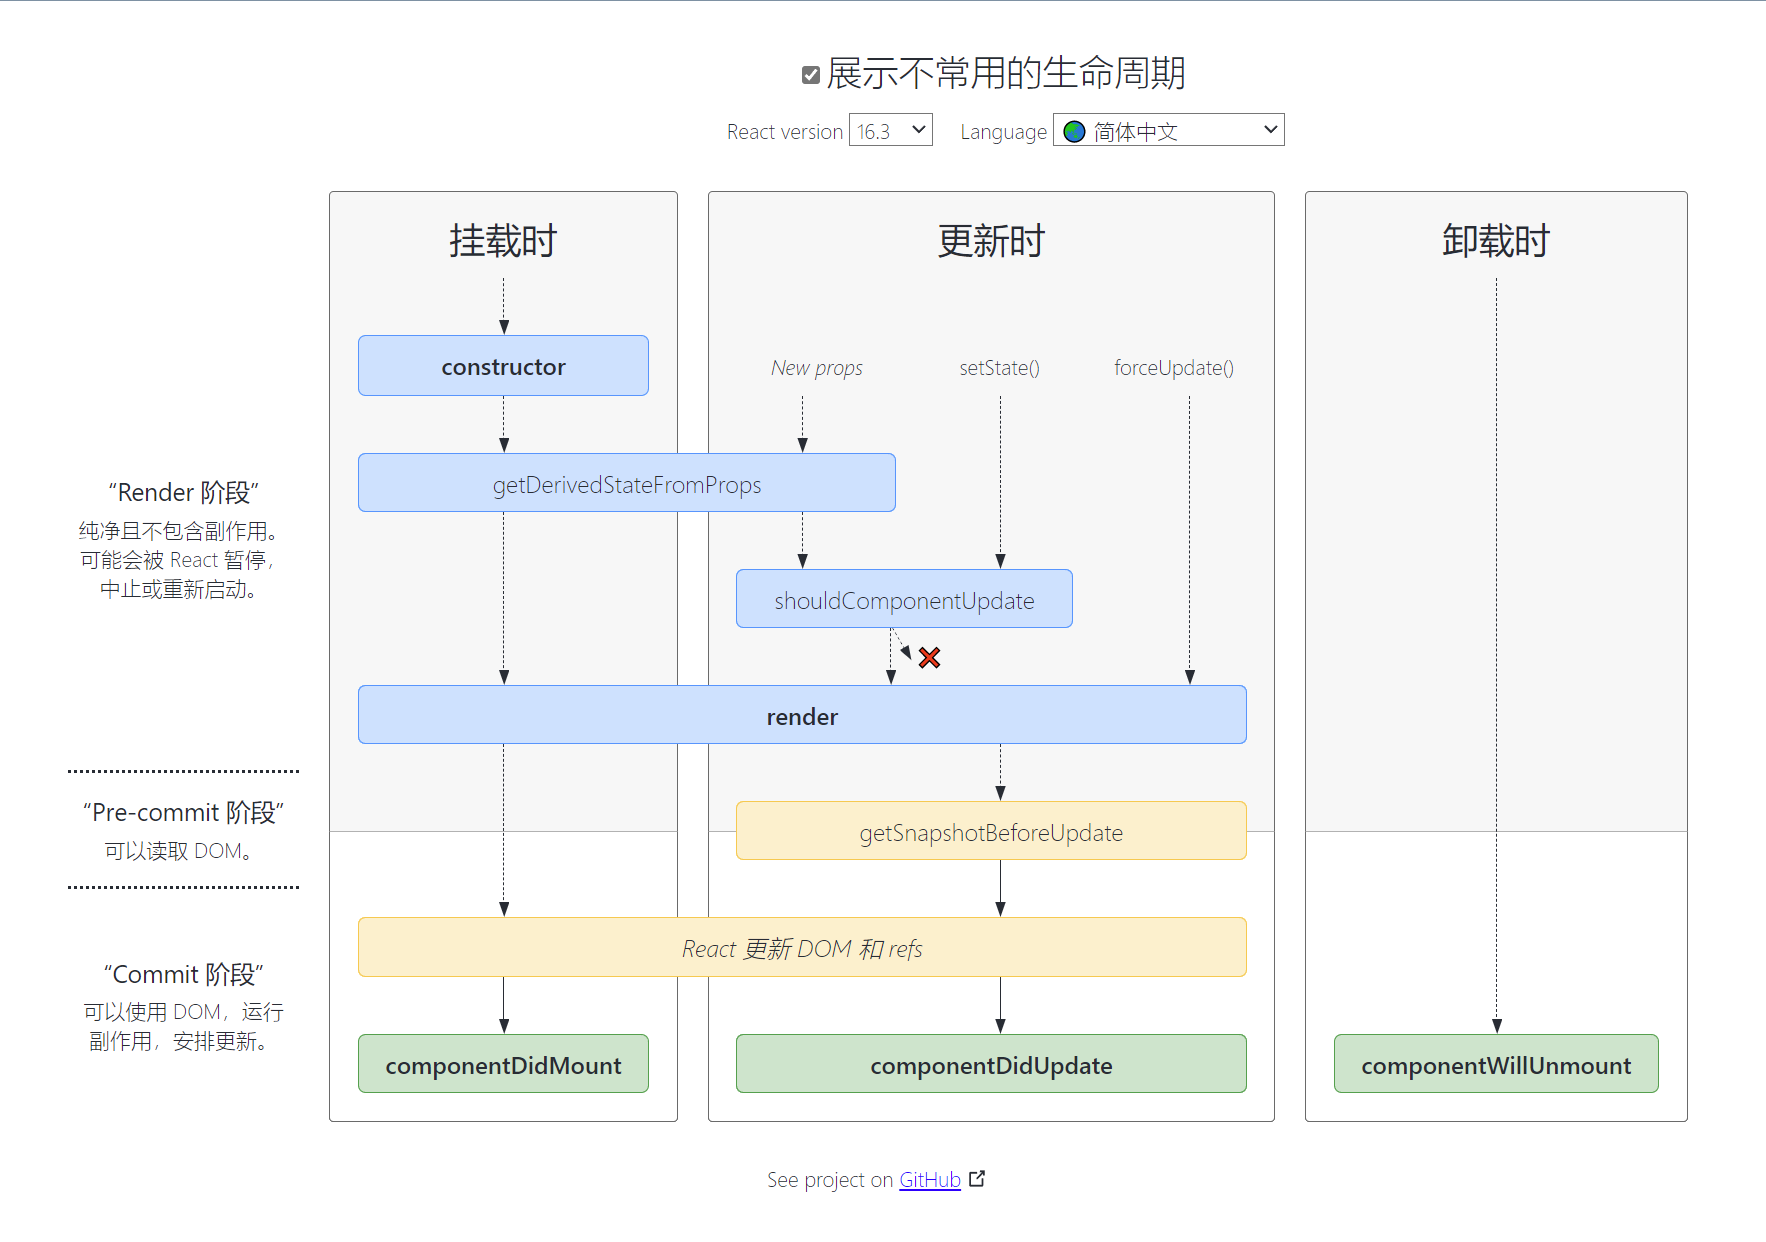 展示不常用的生命周期
React version 16.3 Language 简体中文
挂载时
更新时
卸载时
constructor
New props
setState()
forceUpdate()
getDerivedStateFromProps
“Render 阶段”
纯净且不包含副作用。
可能会被 React 暂停，
中止或重新启动。
shouldComponentUpdate
render
“Pre-commit 阶段”
可以读取 DOM。
getSnapshotBeforeUpdate
React 更新 DOM 和 refs
“Commit 阶段”
可以使用 DOM，运行
副作用，安排更新。
componentDidMount
componentDidUpdate
componentWillUnmount
See project on GitHub